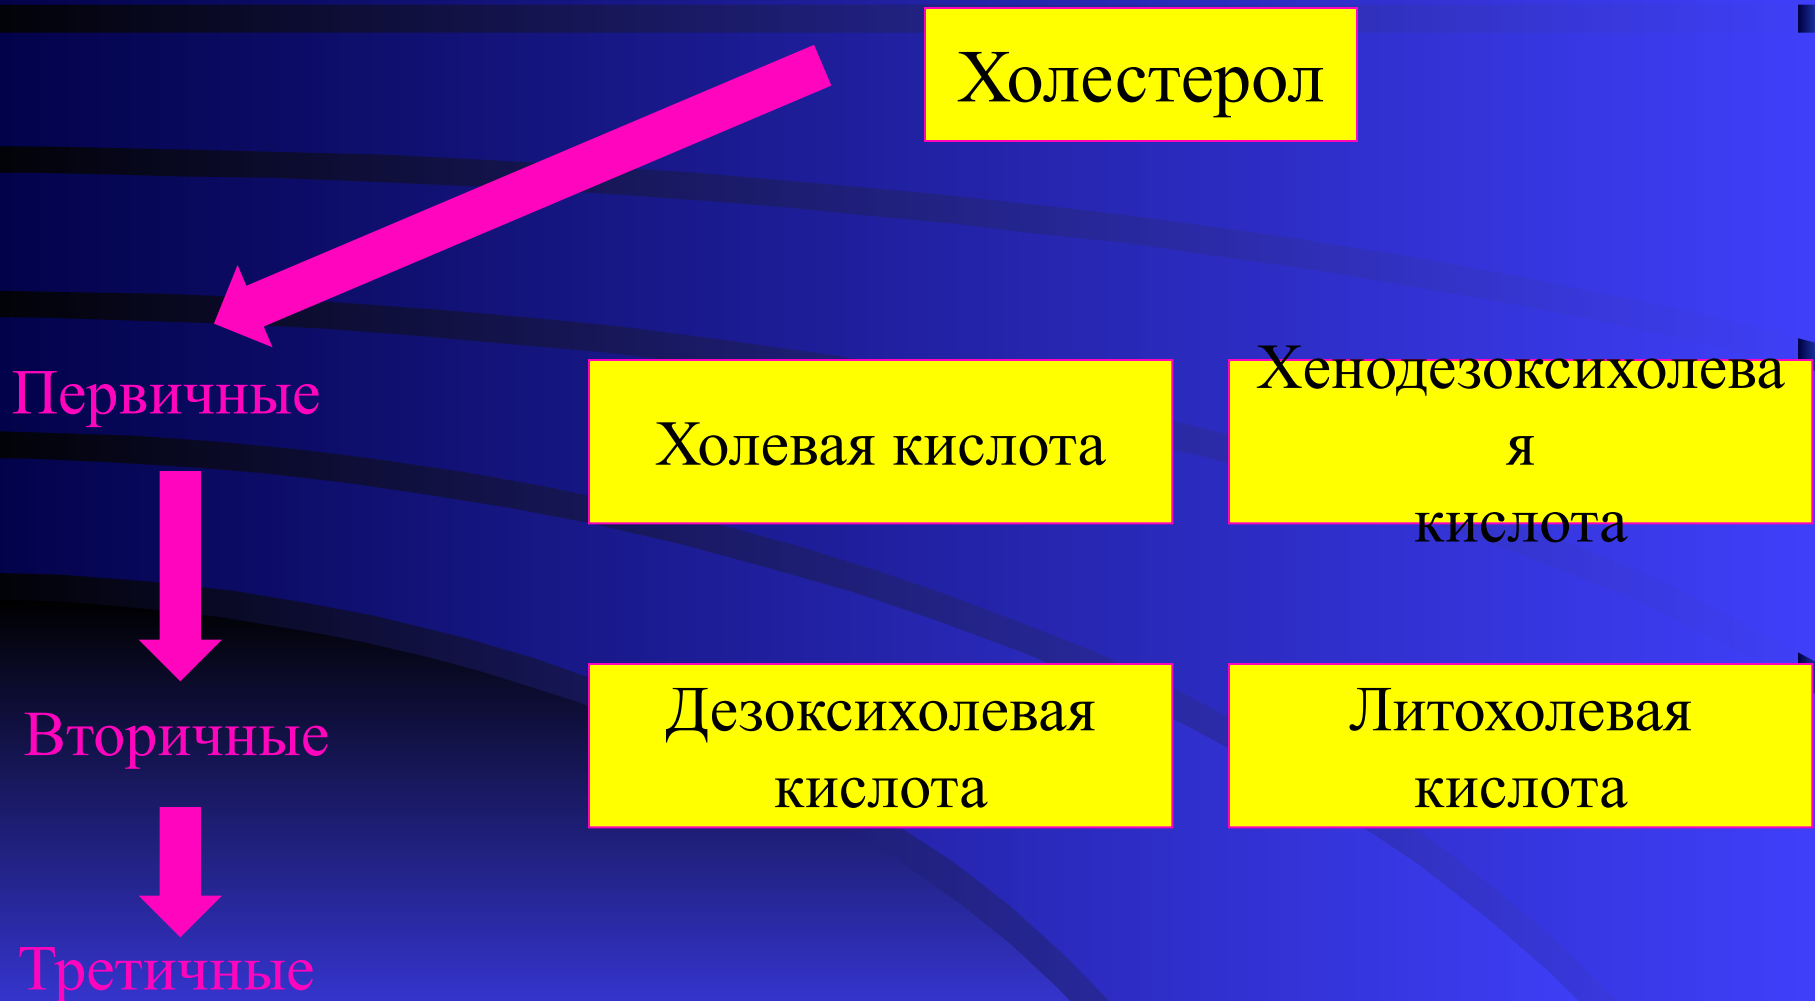 Холестерол
Первичные
Холевая кислота
Хенодезоксихолева
я
кислота
Вторичные
Дезоксихолевая
кислота
Литохолевая
кислота
Третичные